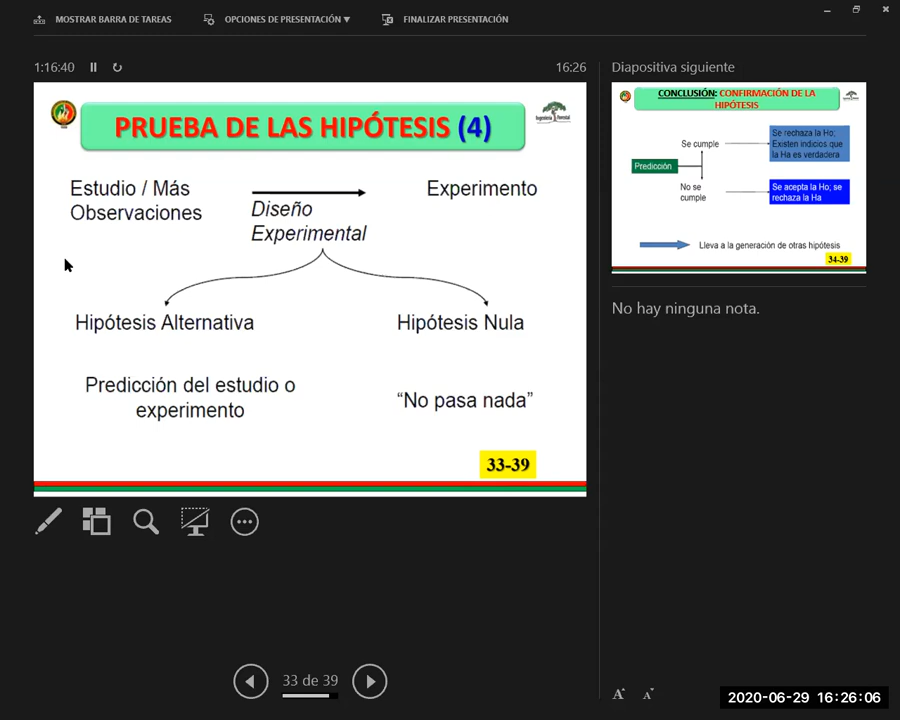 MOSTRAR BARRA DE TAREAS
OPCIONES DE PRESENTACIÓN ▼
FINALIZAR PRESENTACIÓN
1:16:40
16:26
PRUEBA DE LAS HIPÓTESIS (4)
Ingeniería Forestal
Estudio / Más
Observaciones
Diseño
Experimental
Experimento
Hipótesis Alternativa
Hipótesis Nula
Predicción del estudio o
experimento
“No pasa nada”
33-39
33 de 39
Diapositiva siguiente
CONCLUSIÓN: CONFIRMACIÓN DE LA
HIPÓTESIS
Se cumple
Se rechaza la Ho;
Existen indicios que
la Ha es verdadera
Predicción
No se
cumple
Se acepta la Ho; se
rechaza la Ha
Lleva a la generación de otras hipótesis
34-39
No hay ninguna nota.
A A
2020-06-29 16:26:06